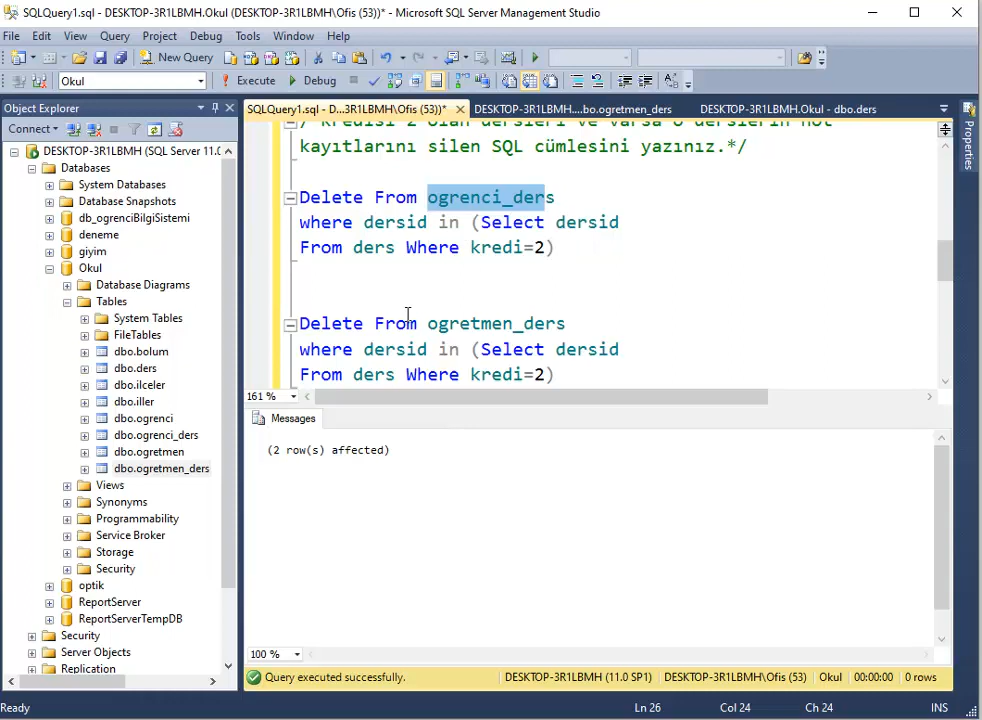 SQLQuery1.sql - DESKTOP-3R1LBMH.Okul (DESKTOP-3R1LBMH\Ofis (53))* - Microsoft SQL Server Management Studio
File Edit View Query Project Debug Tools Window Help
New Query
Okul Execute Debug
Object Explorer
Connect
DESKTOP-3R1LBMH (SQL Server 11.0
Databases
System Databases
Database Snapshots
db_ogrenciBilgiSistemi
deneme
giyim
Okul
Database Diagrams
Tables
System Tables
FileTables
dbo.bolum
dbo.ders
dbo.ilceler
dbo.iller
dbo.ogrenci
dbo.ogrenci_ders
dbo.ogretmen
dbo.ogretmen_ders
Views
Synonyms
Programmability
Service Broker
Storage
Security
optik
ReportServer
ReportServerTempDB
Security
Server Objects
Replication
SQLQuery1.sql - D...3R1LBMH\Ofis (53))* DESKTOP-3R1LBMH....bo.ogretmen_ders DESKTOP-3R1LBMH.Okul - dbo.ders
Kredisi 2 olan dersleri ve varsa o derslerin not
kayıtlarını silen SQL cümlesini yazınız.*/
Delete From ogrenci_ders
where dersid in (Select dersid
From ders Where kredi=2)
Delete From ogretmen_ders
where dersid in (Select dersid
From ders Where kredi=2)
161 %
Messages
(2 row(s) affected)
100 %
Query executed successfully. DESKTOP-3R1LBMH (11.0 SP1) DESKTOP-3R1LBMH\Ofis (53) Okul 00:00:00 0 rows
Properties
Ready Ln 26 Col 24 Ch 24 INS